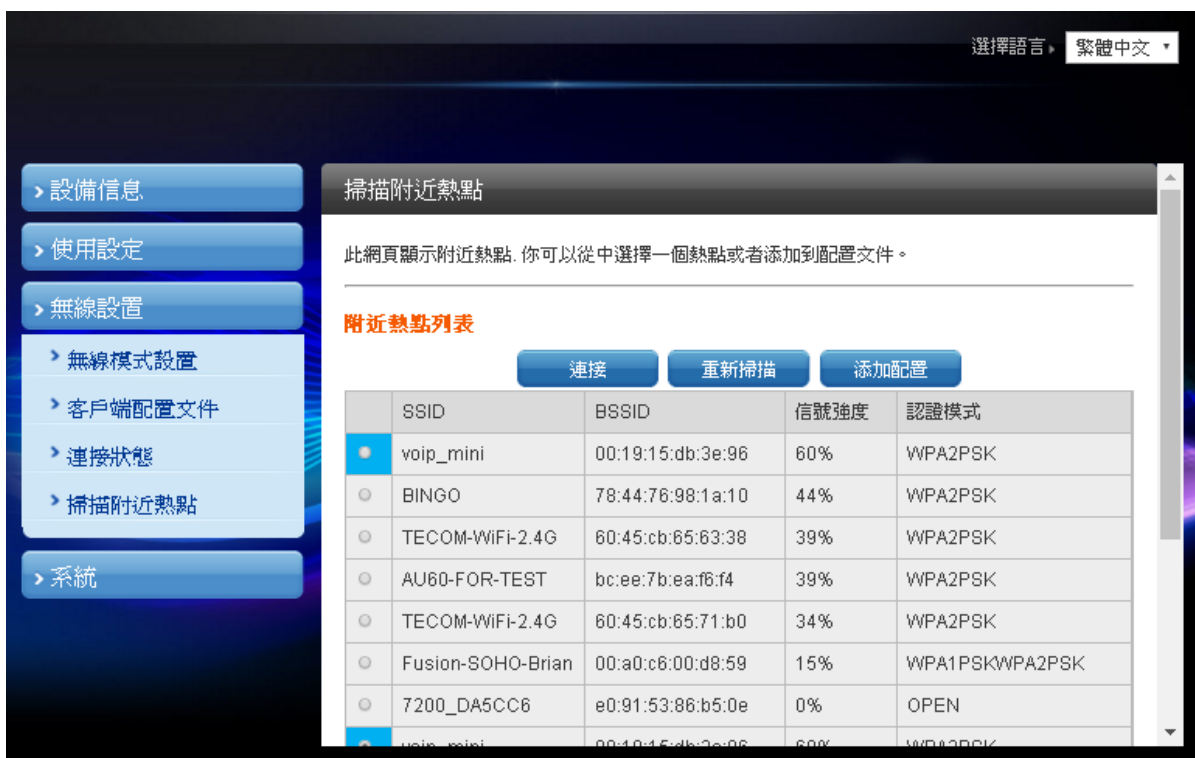 選擇語言 繁體中文
設備信息
使用設定
無線設置
無線模式設置
客戶端配置文件
連接狀態
掃描附近熱點
系統
掃描附近熱點
此網頁顯示附近熱點. 你可以從中選擇一個熱點或者添加到配置文件。
附近熱點列表
連接 重新掃描 添加配置
SSID BSSID 信號強度 認證模式
voip_mini 00:19:15:db:3e:96 60% WPA2PSK
BINGO 78:44:76:98:1a:10 44% WPA2PSK
TECOM-WiFi-2.4G 60:45:cb:65:63:38 39% WPA2PSK
AU60-FOR-TEST bc:ee:7b:ea:f6:f4 39% WPA2PSK
TECOM-WiFi-2.4G 60:45:cb:65:71:b0 34% WPA2PSK
Fusion-SOHO-Brian 00:a0:c6:00:d8:59 15% WPA1PSKWPA2PSK
7200_DA5CC6 e0:91:53:86:b5:0e 0% OPEN